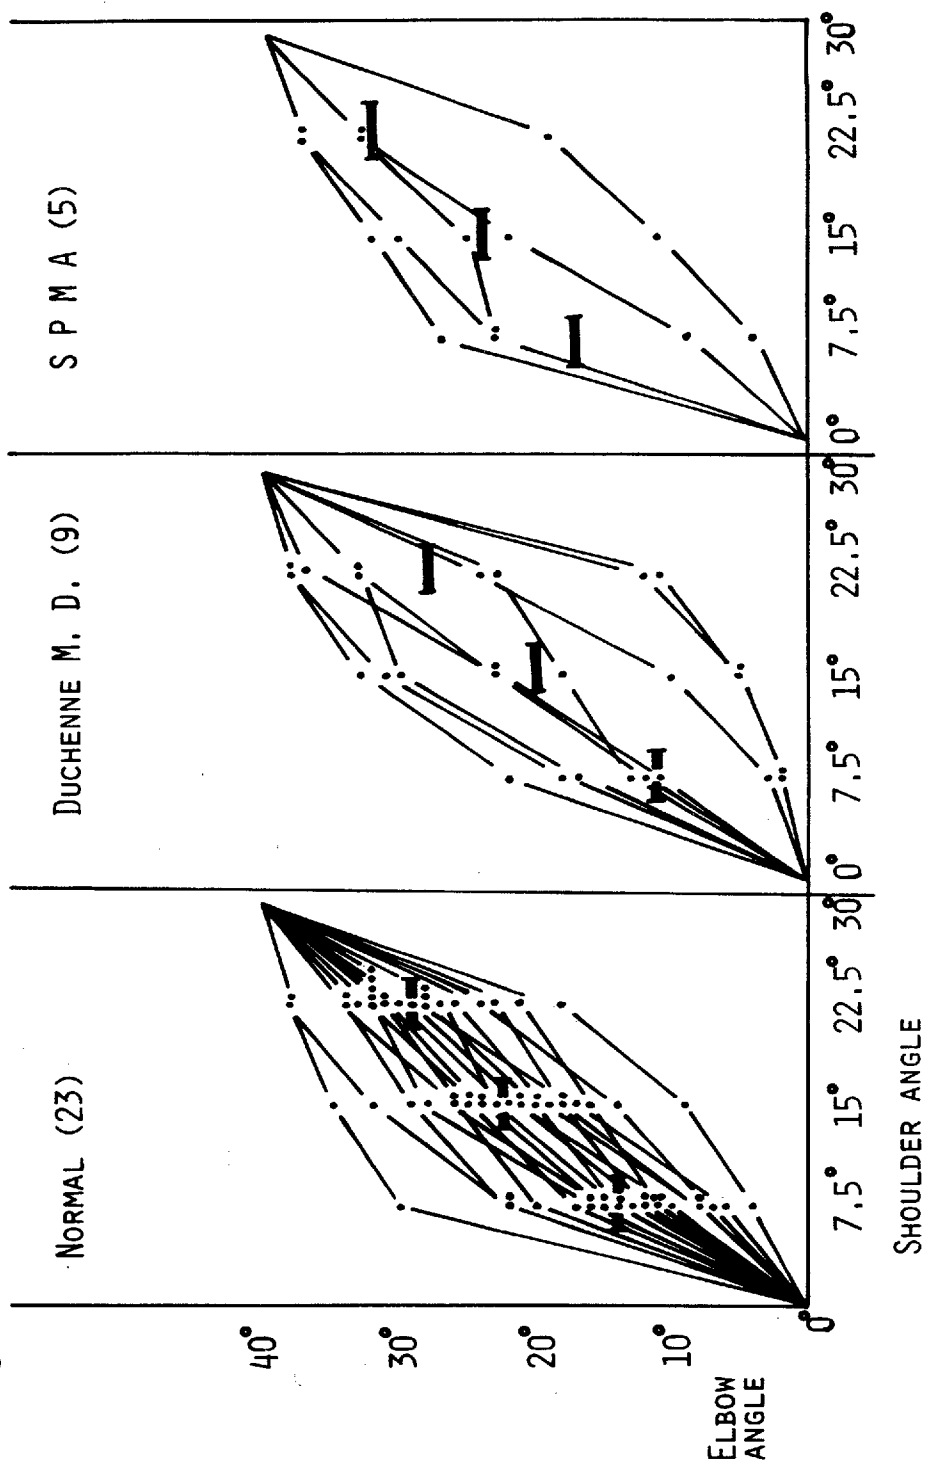 NORMAL (23)
DUCHENNE M. D. (9)
S P M A (5)
40°
30°
20°
10°
ELBOW
ANGLE
0° 7.5° 15° 22.5° 30°
0° 7.5° 15° 22.5° 30°
0° 7.5° 15° 22.5° 30°
SHOULDER ANGLE